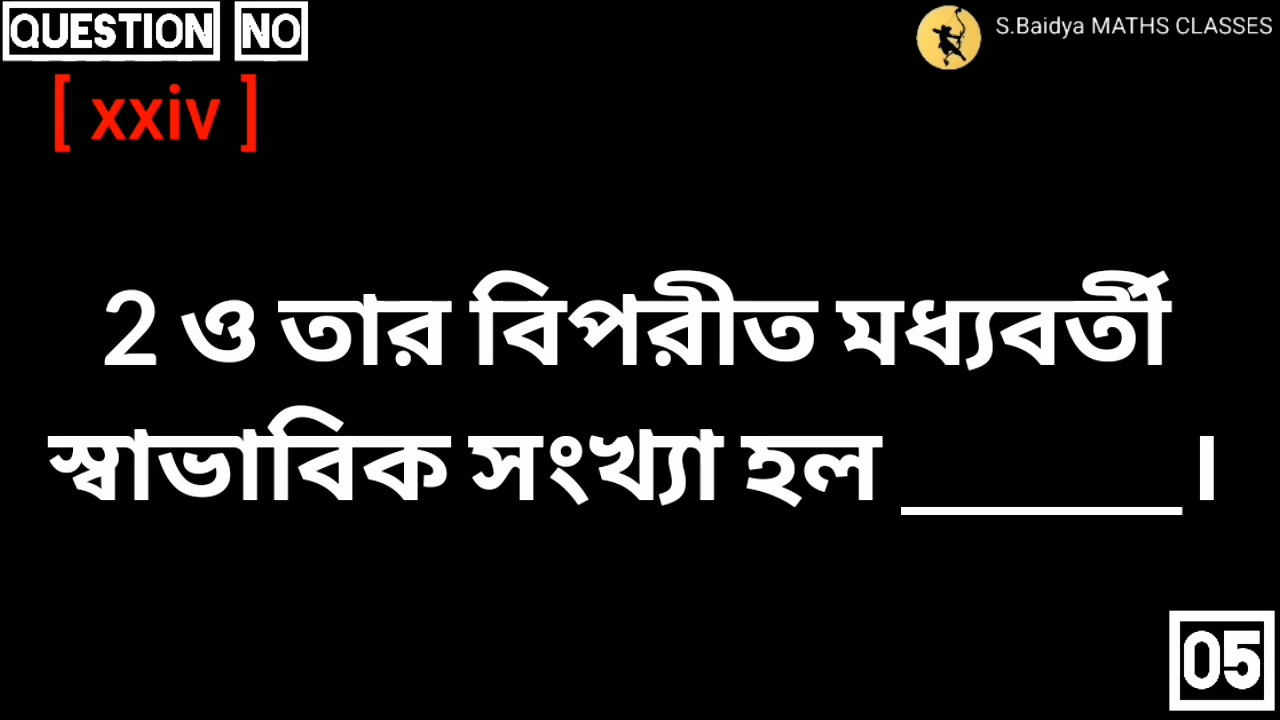 QUESTION NO
S.Baidya MATHS CLASSES
[ xxiv ]
2 ও তার বিপরীত মধ্যবর্তী
স্বাভাবিক সংখ্যা হল ______ ।
05